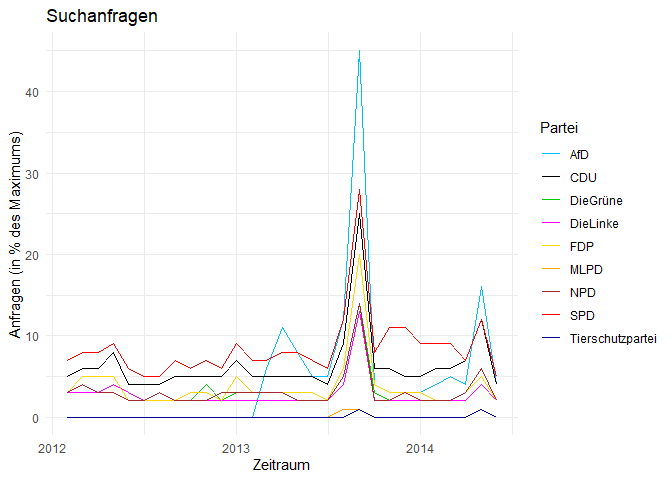 Suchanfragen
Anfragen (in % des Maximums)
40
30
20
10
0
2012
2013
2014
Zeitraum
Partei
AfD
CDU
DieGrüne
DieLinke
FDP
MLPD
NPD
SPD
Tierschutzpartei